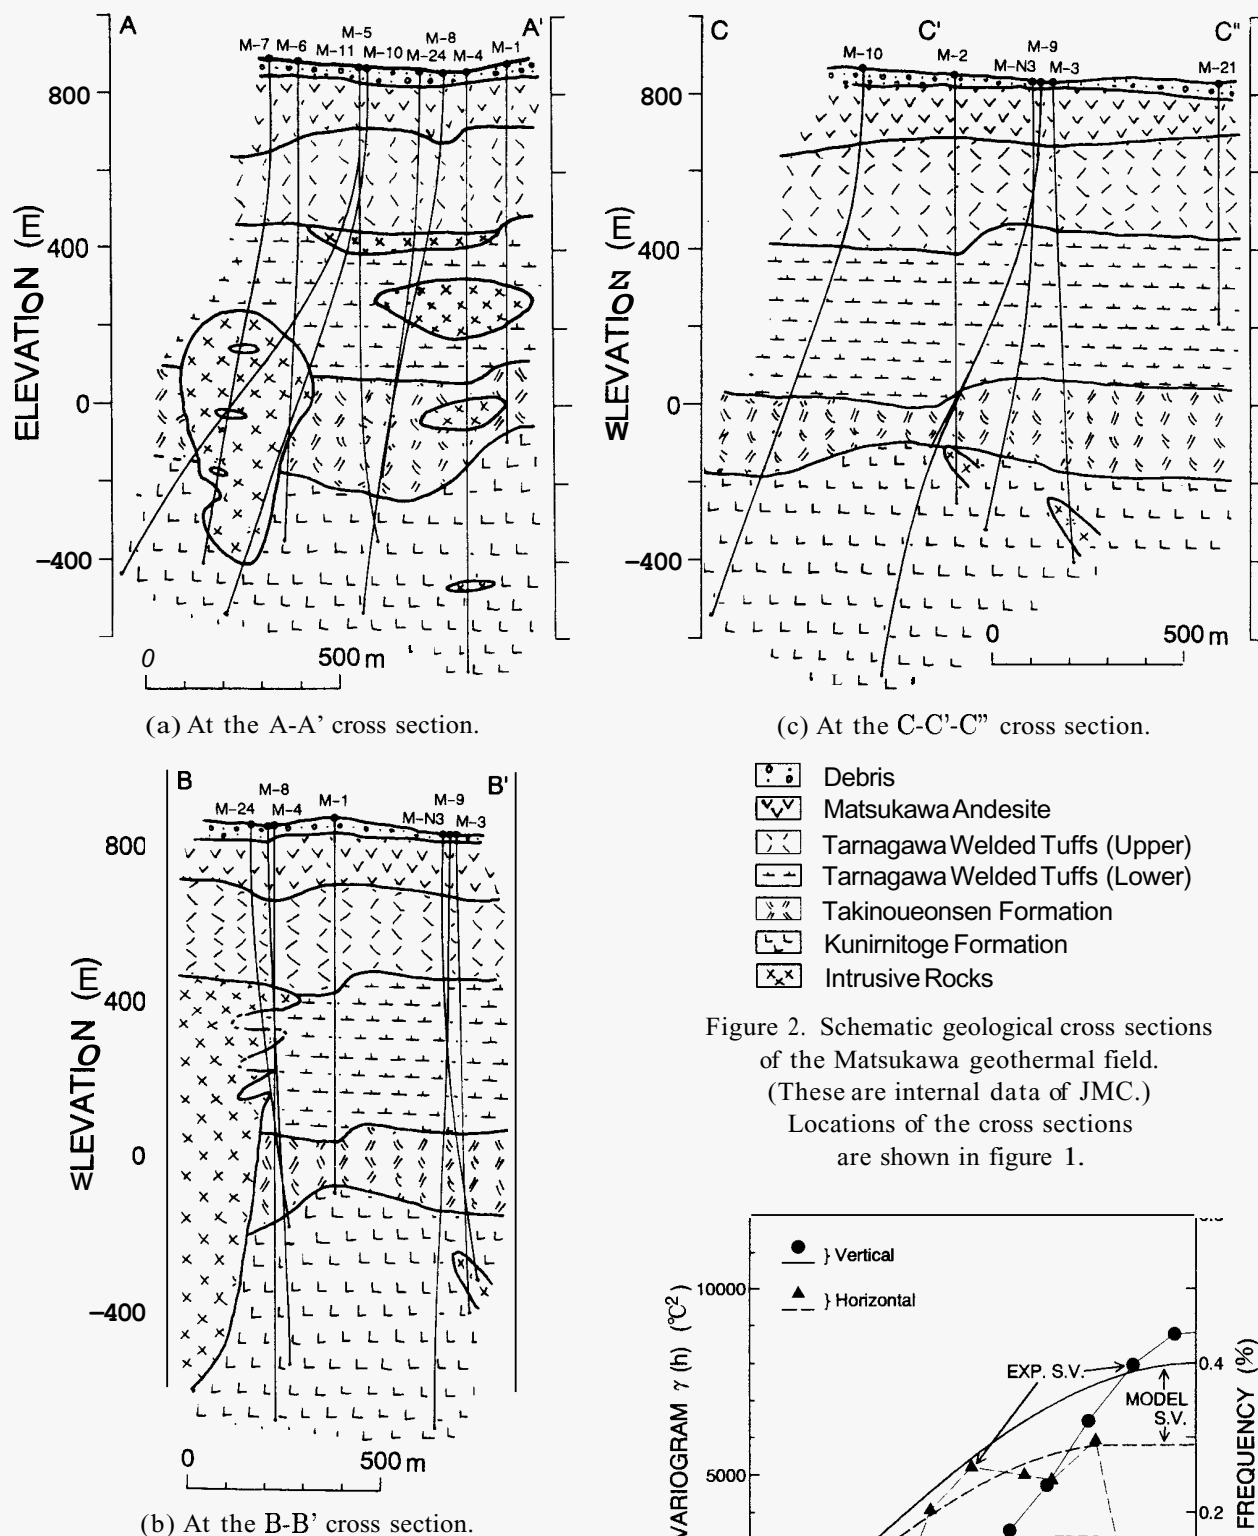 A
A'
M-5
M-8
M-7
M-6
M-11
M-10
M-24
M-4
M-1
800
400
0
−400
ELEVATION (m)
0
500 m
(a) At the A-A' cross section.
C
C'
C"
M-9
M-10
M-2
M-N3
M-3
M-21
800
400
0
−400
ELEVATION (m)
0
500 m
(c) At the C-C'-C” cross section.
B
B'
M-8
M-9
M-24
M-4
M-1
M-N3
M-3
800
400
0
−400
ELEVATION (m)
0
500 m
(b) At the B-B' cross section.
Debris
Matsukawa Andesite
Tarnagawa Welded Tuffs (Upper)
Tarnagawa Welded Tuffs (Lower)
Takinoueonsen Formation
Kunirnitoge Formation
Intrusive Rocks
Figure 2. Schematic geological cross sections
of the Matsukawa geothermal field.
(These are internal data of JMC.)
Locations of the cross sections
are shown in figure 1.
} Vertical
} Horizontal
10000
5000
VARIOGRAM γ (h) (°C²)
EXP. S.V.
MODEL
S.V.
0.4
0.2
FREQUENCY (%)